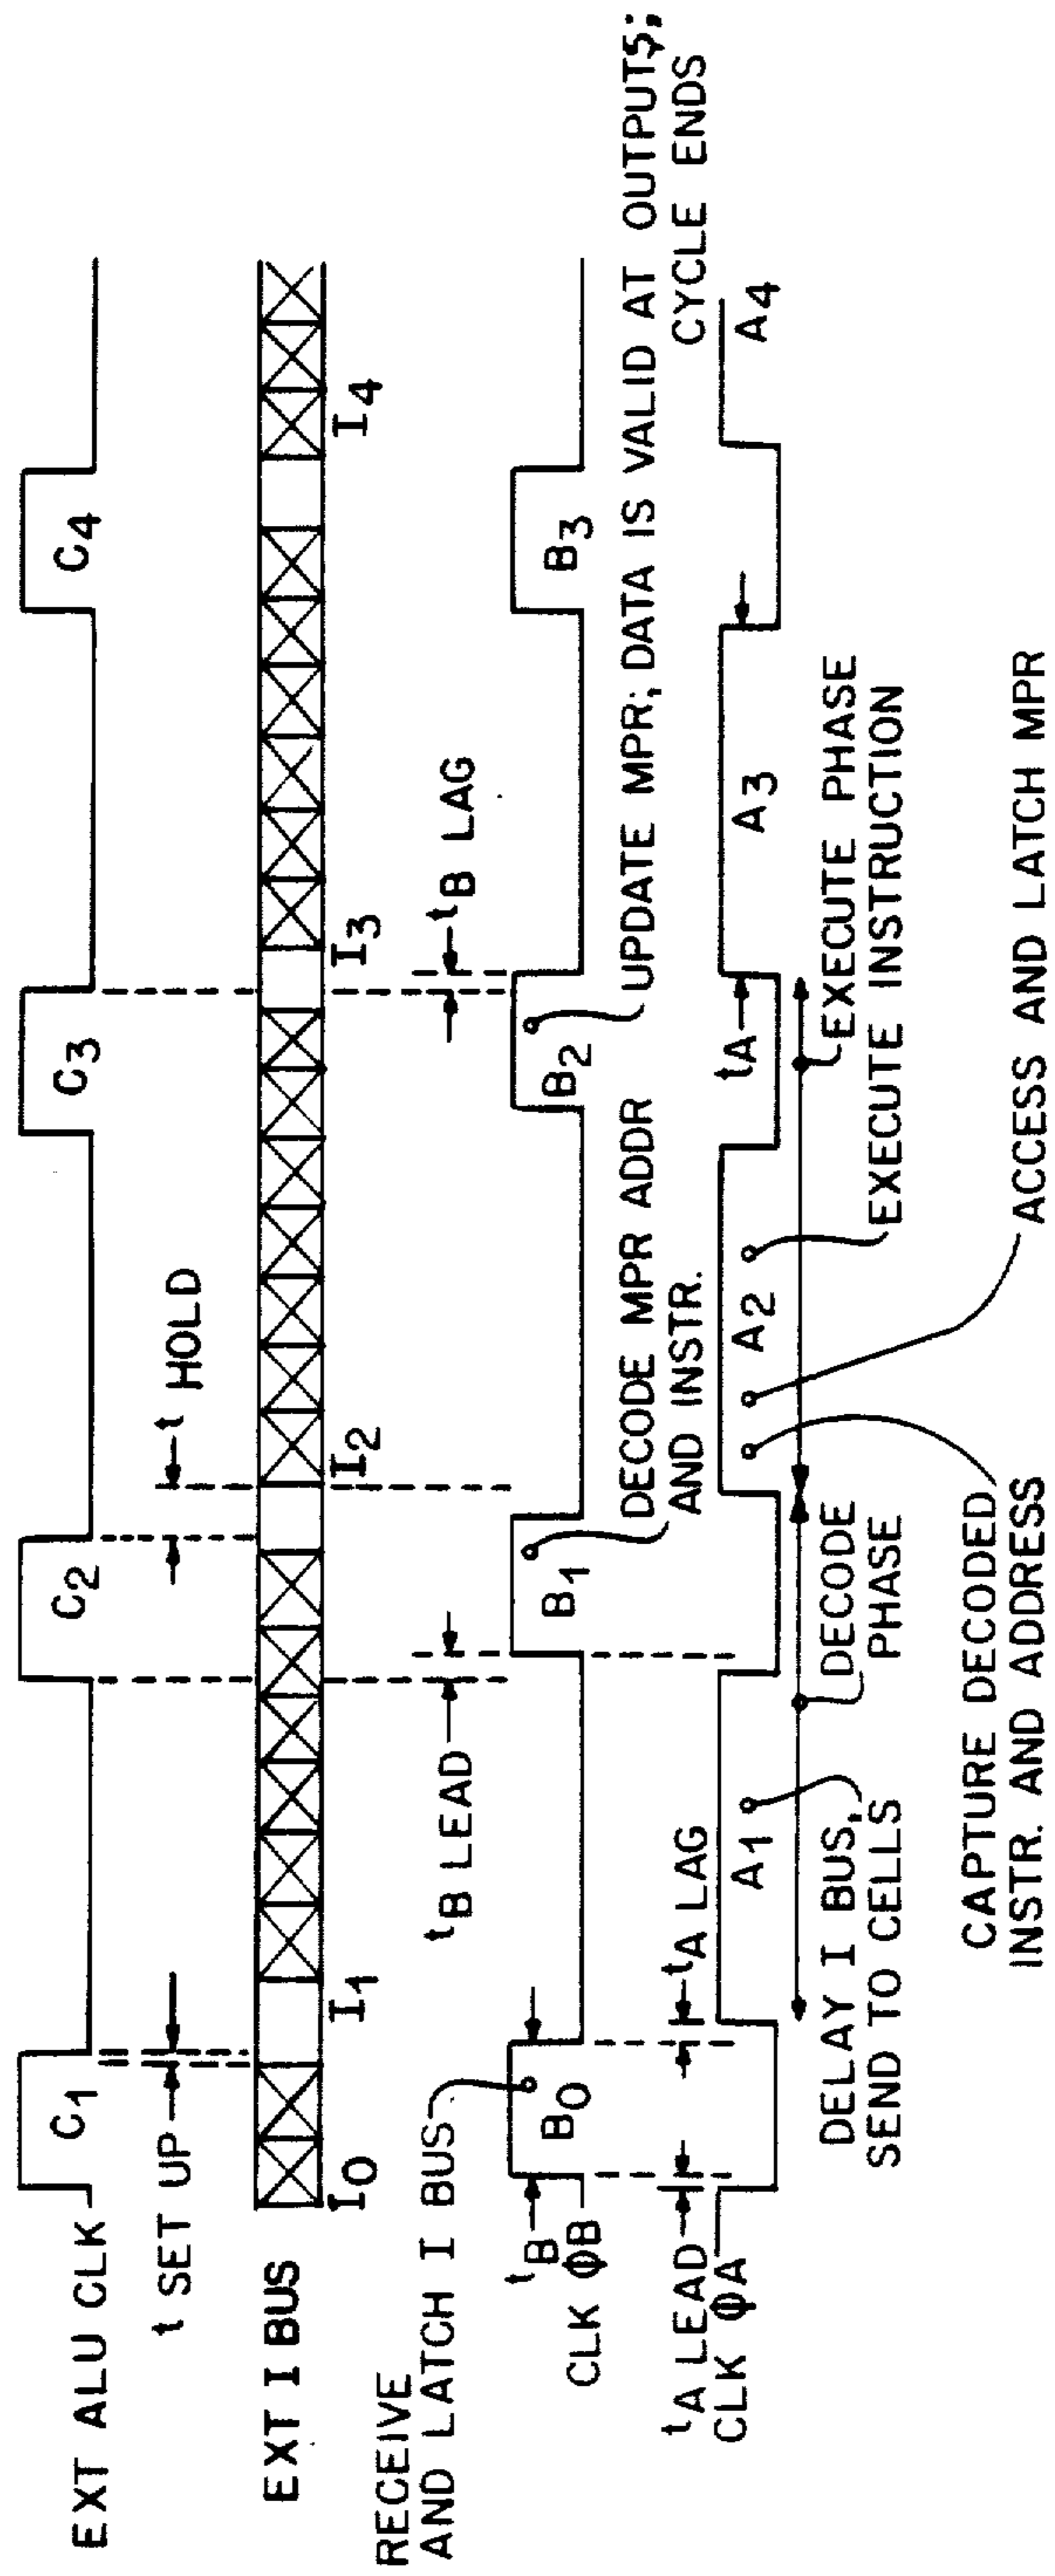 EXT ALU CLK
C1
C2
C3
C4
t SET UP
t HOLD
EXT I BUS
I0
I1
I2
I3
I4
RECEIVE
AND LATCH I BUS
tB LEAD
tB LAG
tB
CLK ΦB
B0
B1
B2
B3
DECODE MPR ADDR
AND INSTR.
UPDATE MPR; DATA IS VALID AT OUTPUTS;
CYCLE ENDS
tA LEAD
CLK ΦA
tA LAG
A1
A2
tA
A3
A4
DELAY I BUS,
SEND TO CELLS
DECODE
PHASE
EXECUTE PHASE
EXECUTE INSTRUCTION
CAPTURE DECODED
INSTR. AND ADDRESS
ACCESS AND LATCH MPR